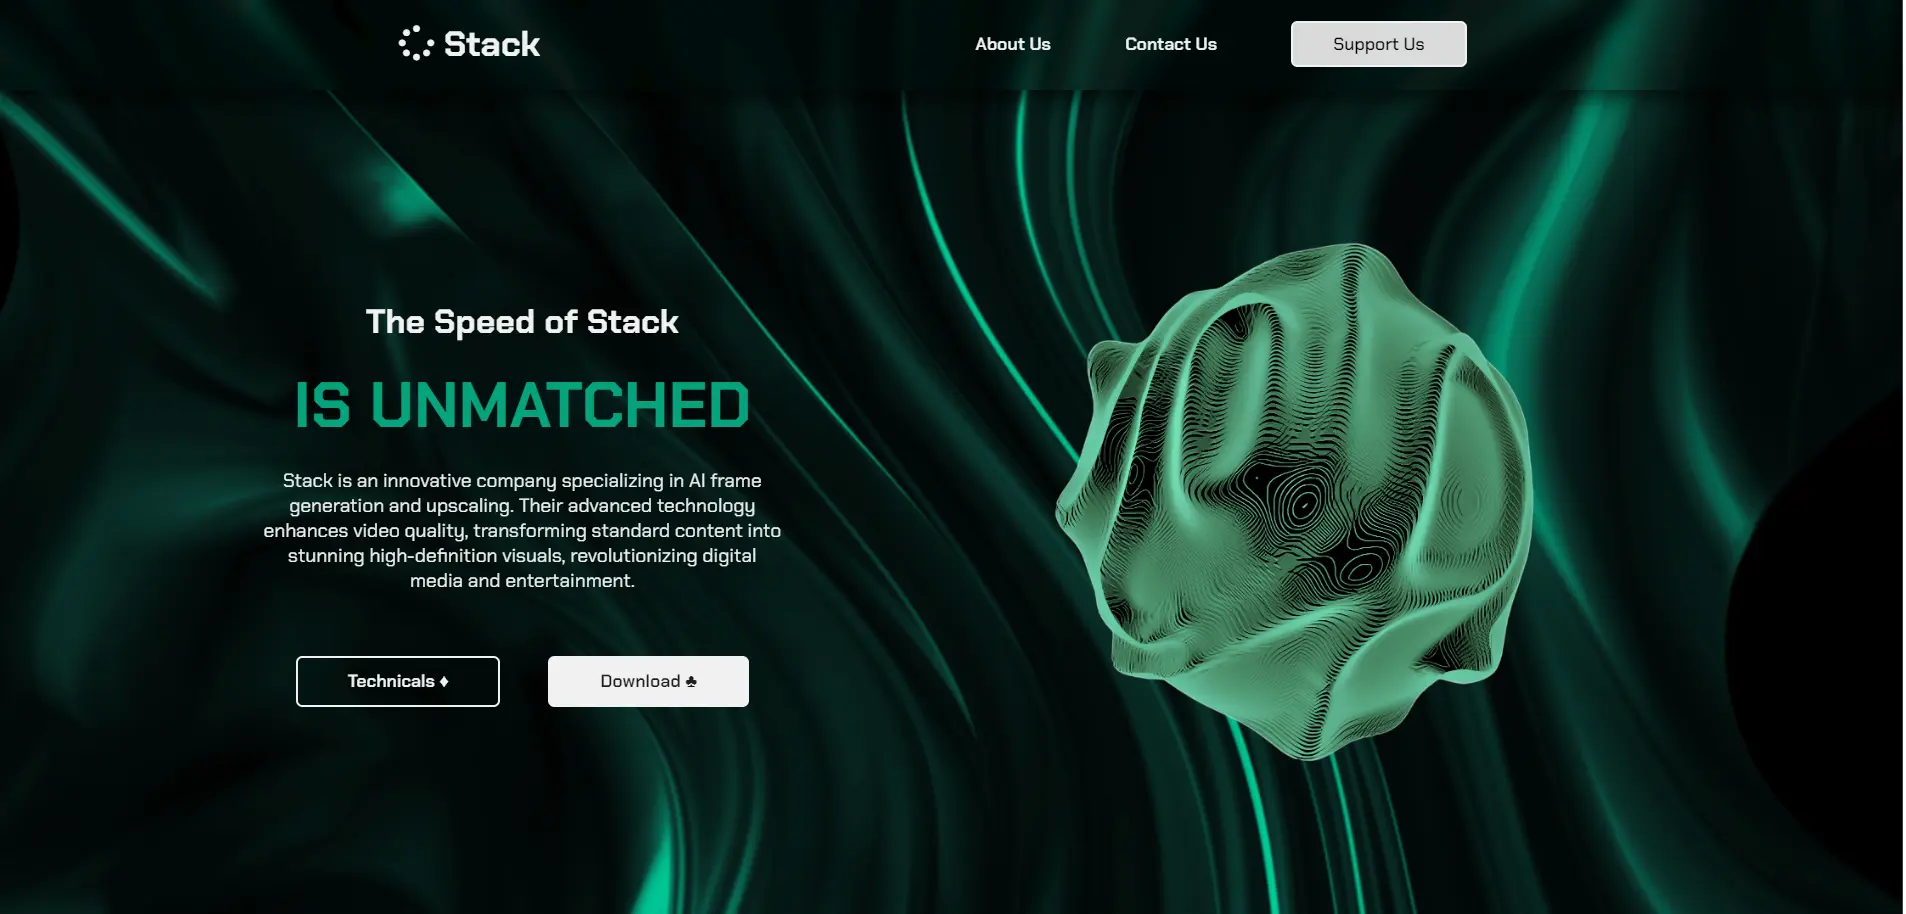 Stack
About Us
Contact Us
Support Us
The Speed of Stack
IS UNMATCHED
Stack is an innovative company specializing in AI frame
generation and upscaling. Their advanced technology
enhances video quality, transforming standard content into
stunning high-definition visuals, revolutionizing digital
media and entertainment.
Technicals ♦
Download ♣